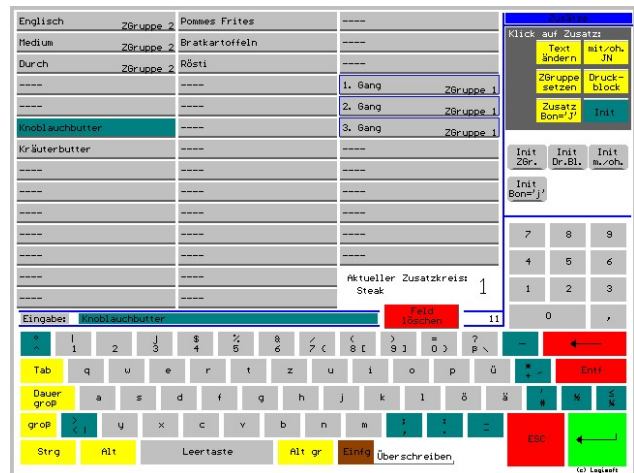 Englisch ZGruppe 2 Pommes Frites ----
Medium ZGruppe 2 Bratkartoffeln ----
Durch ZGruppe 2 Rösti ----
---- ---- 1. Gang ZGruppe 1
---- ---- 2. Gang ZGruppe 1
Knoblauchbutter ---- 3. Gang ZGruppe 1
Kräuterbutter ---- ----
---- ---- ----
---- ---- ----
---- ---- ----
---- ---- ----
---- ---- ----
---- ----
---- ----
Aktueller Zusatzkreis:
Steak 1
Eingabe: Knoblauchbutter
Feld
löschen
11
Zusätze
Klick auf Zusatz:
Text
ändern
mit/oh.
JN
ZGruppe
setzen
Druck-
block
Zusatz
Bon='J'
Init
Init
ZGr.
Init
Dr.Bl.
Init
m./oh.
Init
Bon='j'
7 8 9
4 5 6
1 2 3
0 ,
° | J $ % & / ( ) = ?
^ 1 2 3 4 5 6 7 { 8 [ 9 ] 0 } β \ ~
Tab q w e r t z u i o p ü * + ~ Entf
Dauer
groβ a s d f g h j k l ö ä ' #
groβ > < | y x c v b n m ; , : . _ -
ESC
Strg Alt Leertaste Alt gr Einfg Überschreiben
(c) Logisoft